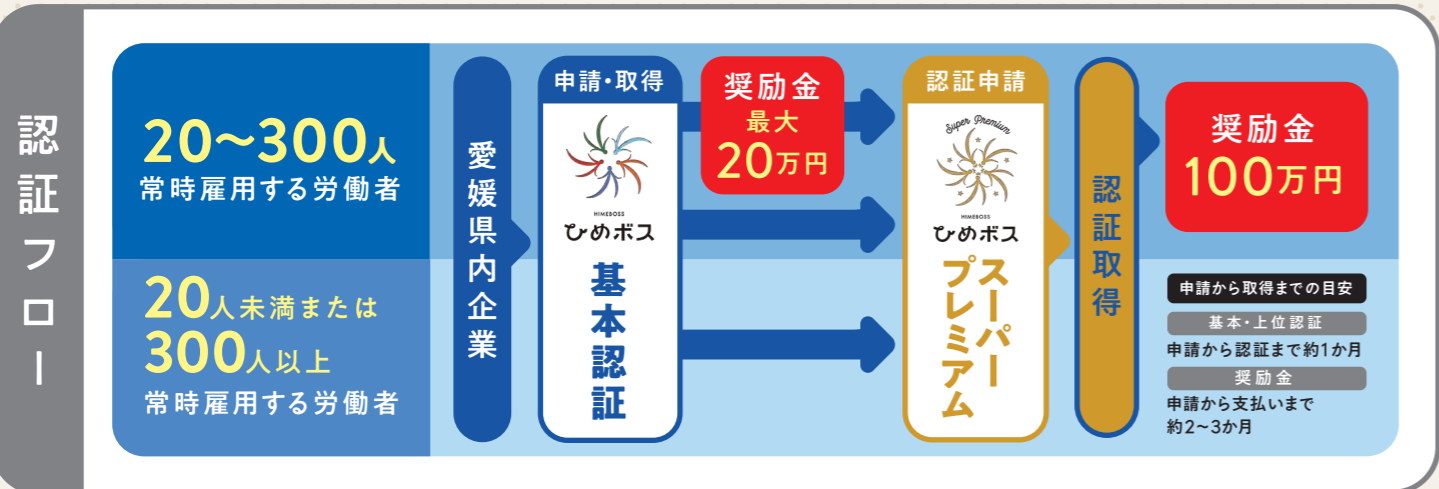 認証フロー
20～300人
常時雇用する労働者
20人未満または
300人以上
常時雇用する労働者
愛媛県内企業
申請・取得
HIMEBOSS
ひめボス
基本認証
奨励金
最大
20万円
認証申請
Super Premium
HIMEBOSS
ひめボス
スーパー
プレミアム
認証取得
奨励金
100万円
申請から取得までの目安
基本・上位認証
申請から認証まで約1か月
奨励金
申請から支払いまで
約2～3か月